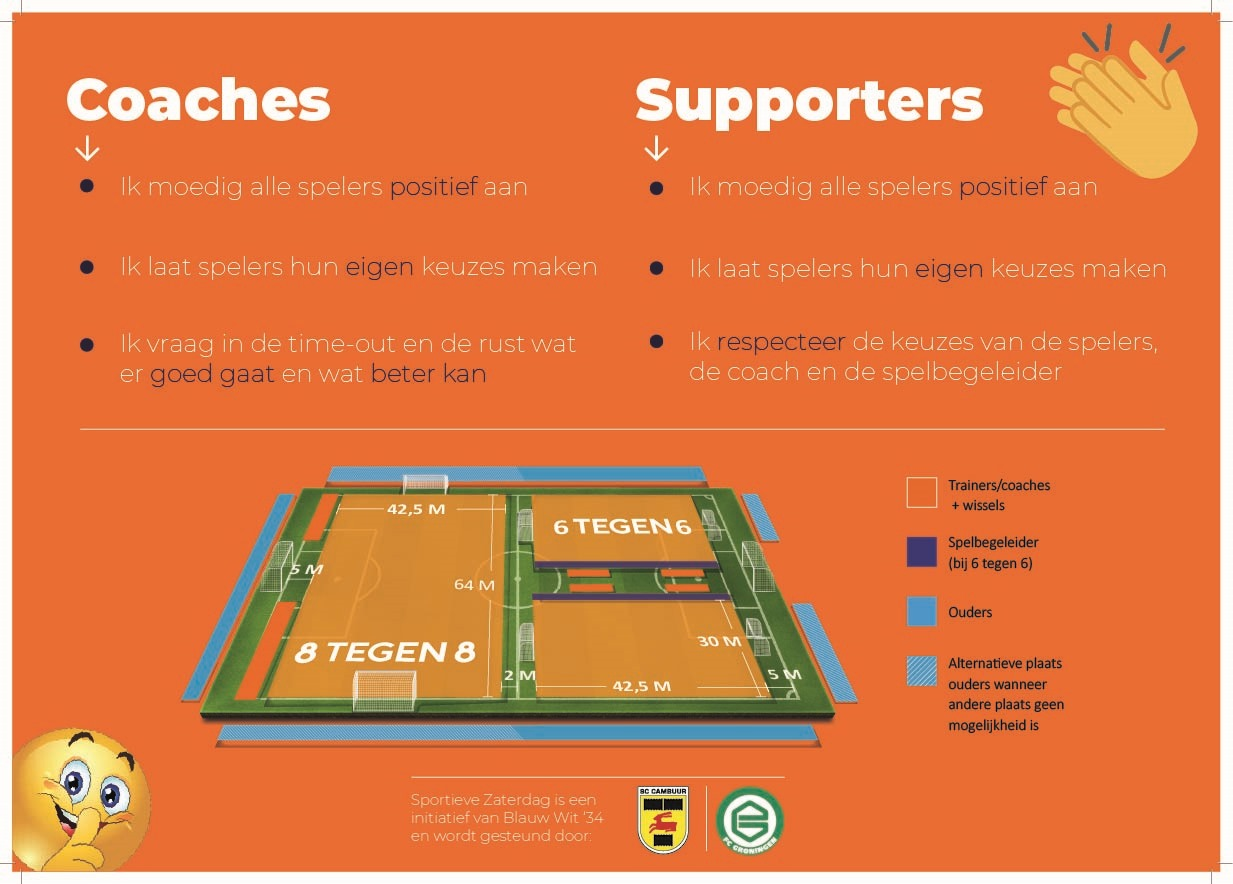 Coaches
Ik moedig alle spelers positief aan
Ik laat spelers hun eigen keuzes maken
Ik vraag in de time-out en de rust wat
er goed gaat en wat beter kan
Supporters
Ik moedig alle spelers positief aan
Ik laat spelers hun eigen keuzes maken
Ik respecteer de keuzes van de spelers,
de coach en de spelbegeleider
42,5 M
6 TEGEN 6
5 M
64 M
8 TEGEN 8
30 M
2 M
42,5 M
5 M
Trainers/coaches
+ wissels
Spelbegeleider
(bij 6 tegen 6)
Ouders
Alternatieve plaats
ouders wanneer
andere plaats geen
mogelijkheid is
Sportieve Zaterdag is een
initiatief van Blauw Wit '34
en wordt gesteund door:
SC CAMBUUR
FC GRONINGEN